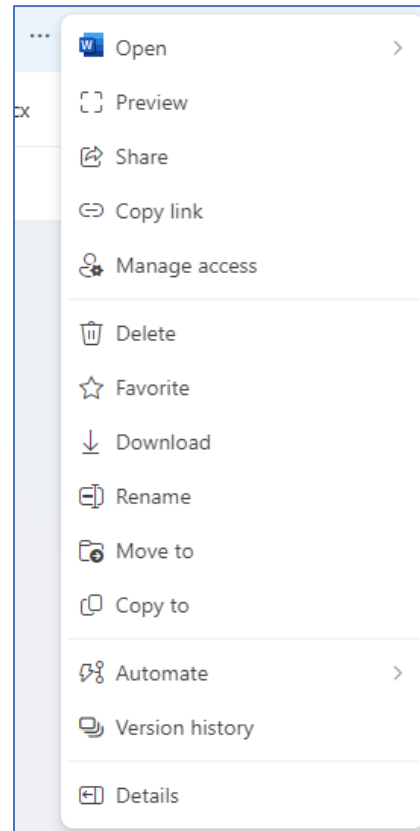 ...
Open
cx
Preview
Share
Copy link
Manage access
Delete
Favorite
Download
Rename
Move to
Copy to
Automate
Version history
Details